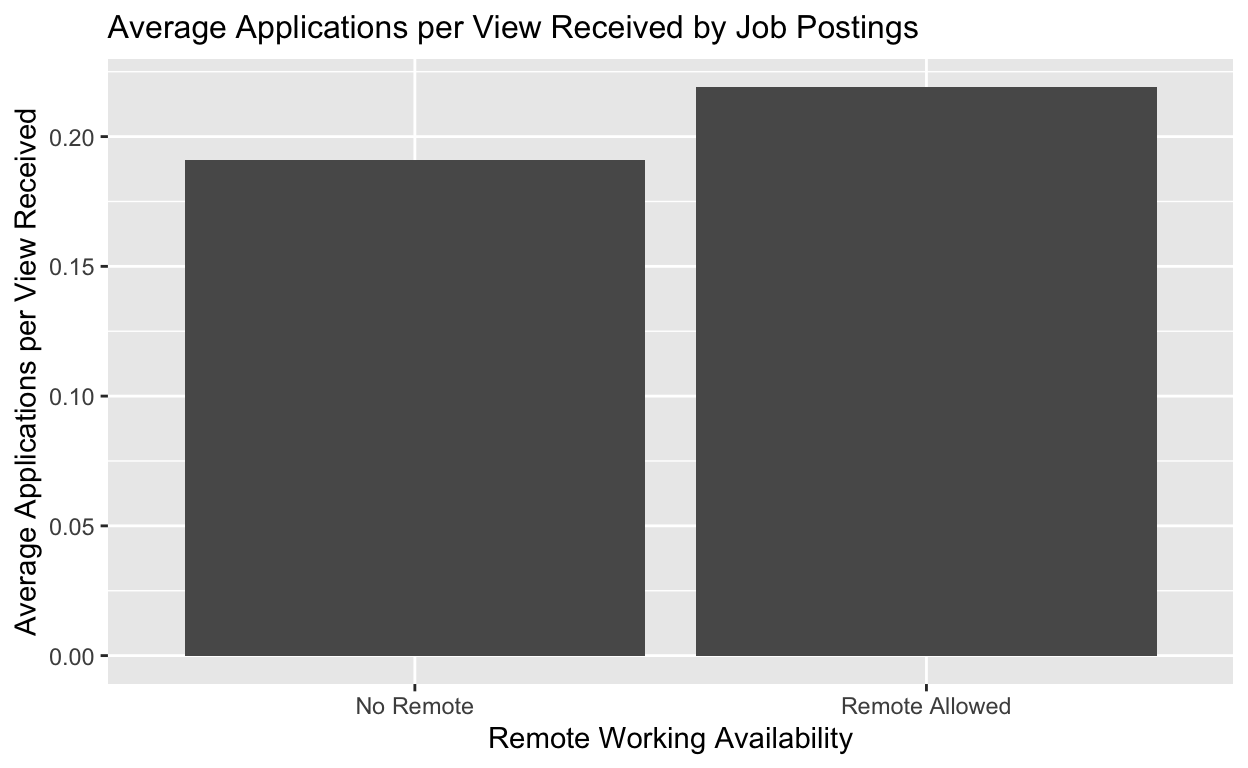 Average Applications per View Received by Job Postings
Average Applications per View Received
0.20
0.15
0.10
0.05
0.00
No Remote
Remote Allowed
Remote Working Availability